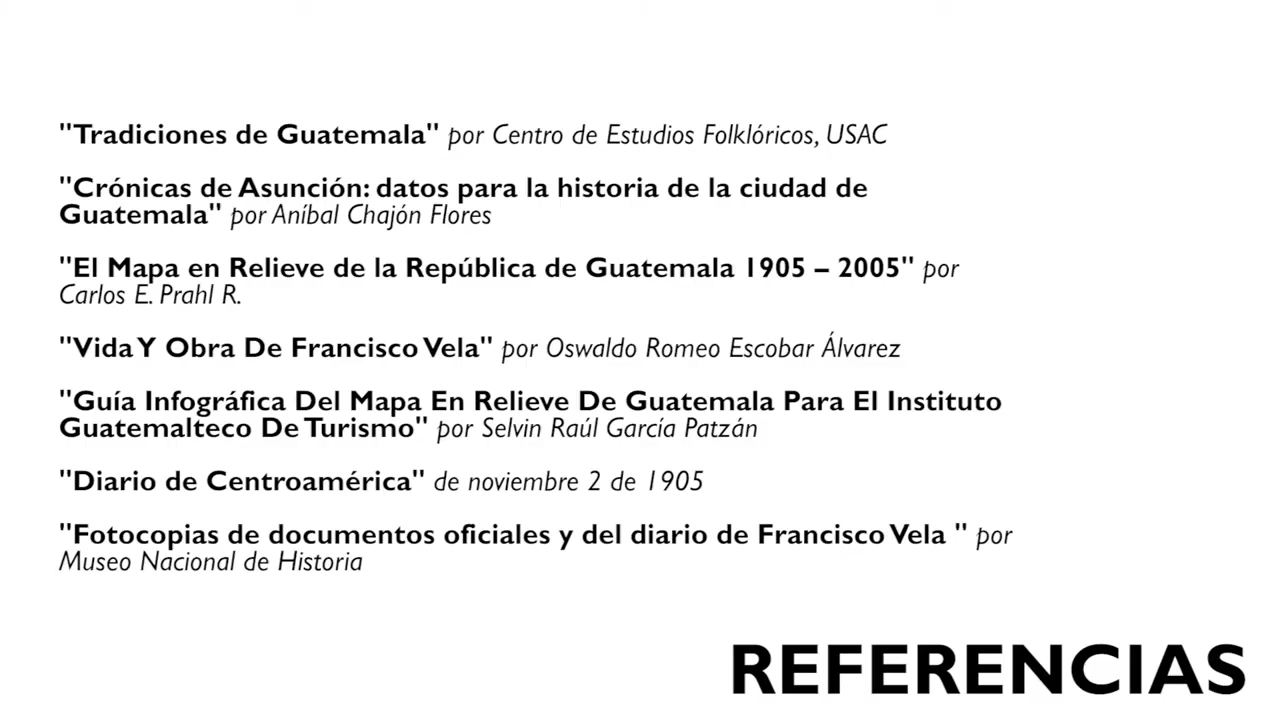 "Tradiciones de Guatemala" por Centro de Estudios Folklóricos, USAC
"Crónicas de Asunción: datos para la historia de la ciudad de
Guatemala" por Aníbal Chajón Flores
"El Mapa en Relieve de la República de Guatemala 1905 – 2005" por
Carlos E. Prahl R.
"Vida Y Obra De Francisco Vela" por Oswaldo Romeo Escobar Álvarez
"Guía Infográfica Del Mapa En Relieve De Guatemala Para El Instituto
Guatemalteco De Turismo" por Selvin Raúl García Patzán
"Diario de Centroamérica" de noviembre 2 de 1905
"Fotocopias de documentos oficiales y del diario de Francisco Vela " por
Museo Nacional de Historia
REFERENCIAS